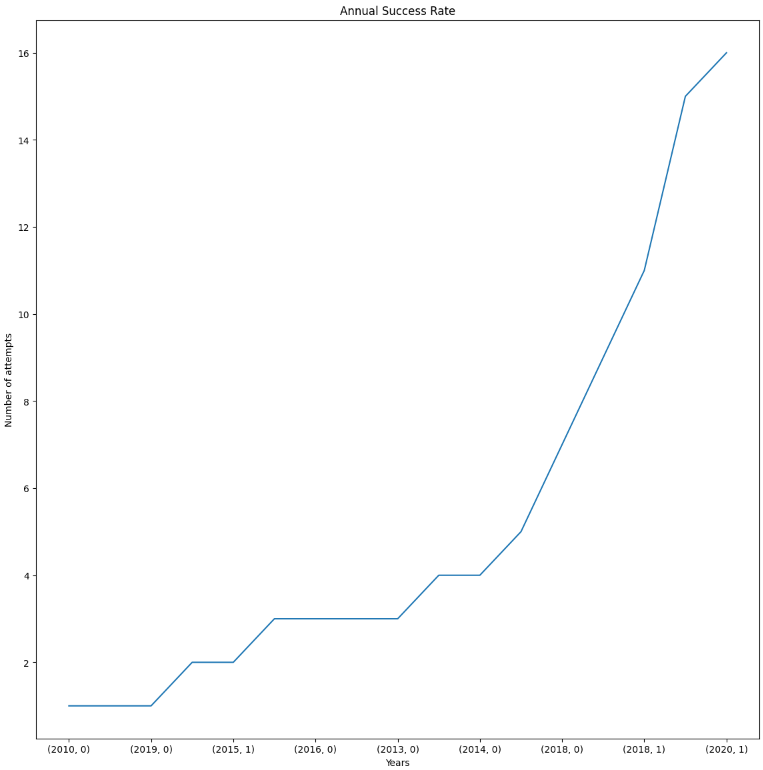 Annual Success Rate
16
14
12
10
8
6
4
2
Number of attempts
(2010, 0) (2019, 0) (2015, 1) (2016, 0) (2013, 0) (2014, 0) (2018, 0) (2018, 1) (2020, 1)
Years